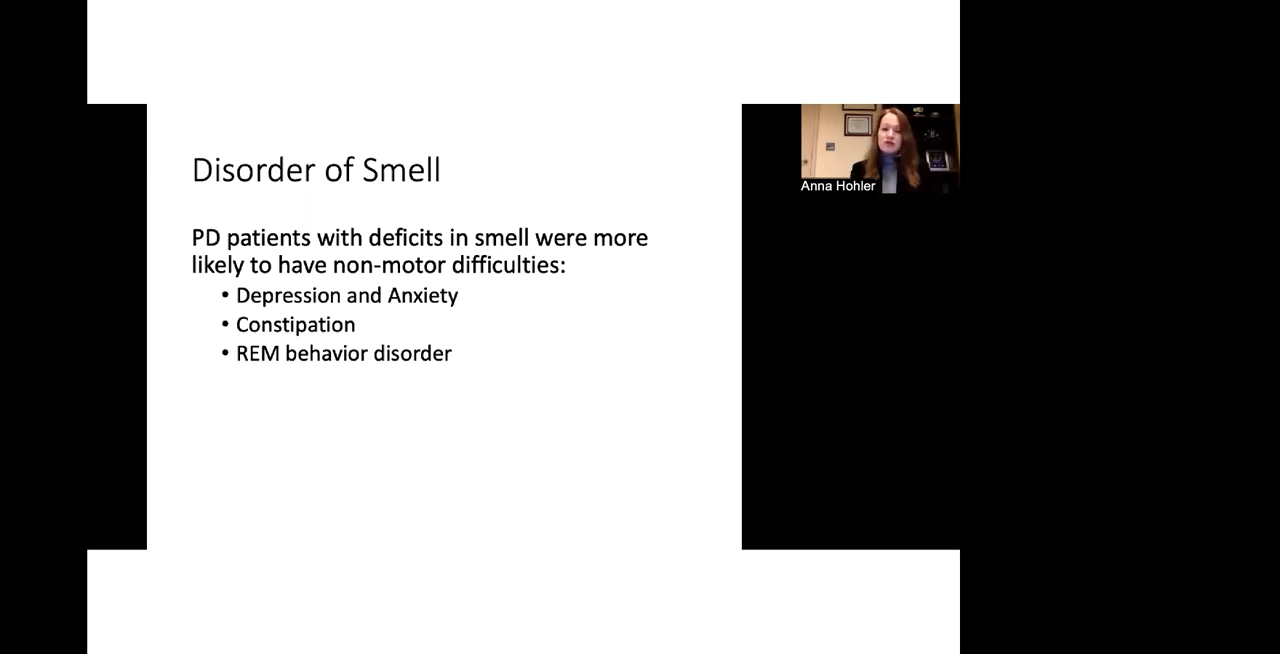 Disorder of Smell
PD patients with deficits in smell were more
likely to have non-motor difficulties:
• Depression and Anxiety
• Constipation
• REM behavior disorder
Anna Hohler